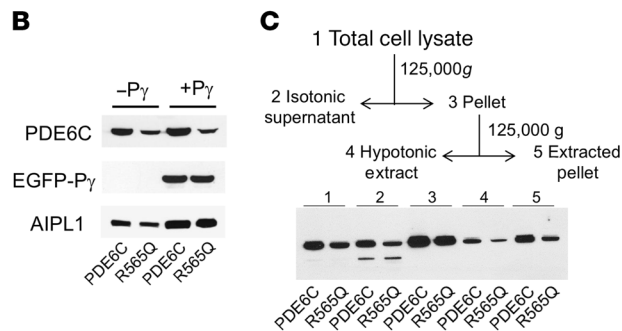 B
–Pγ +Pγ
PDE6C
EGFP-Pγ
AIPL1
PDE6C R565Q PDE6C R565Q
C
1 Total cell lysate
125,000g
2 Isotonic supernatant
3 Pellet
125,000 g
4 Hypotonic extract
5 Extracted pellet
1 2 3 4 5
PDE6C R565Q PDE6C R565Q PDE6C R565Q PDE6C R565Q PDE6C R565Q